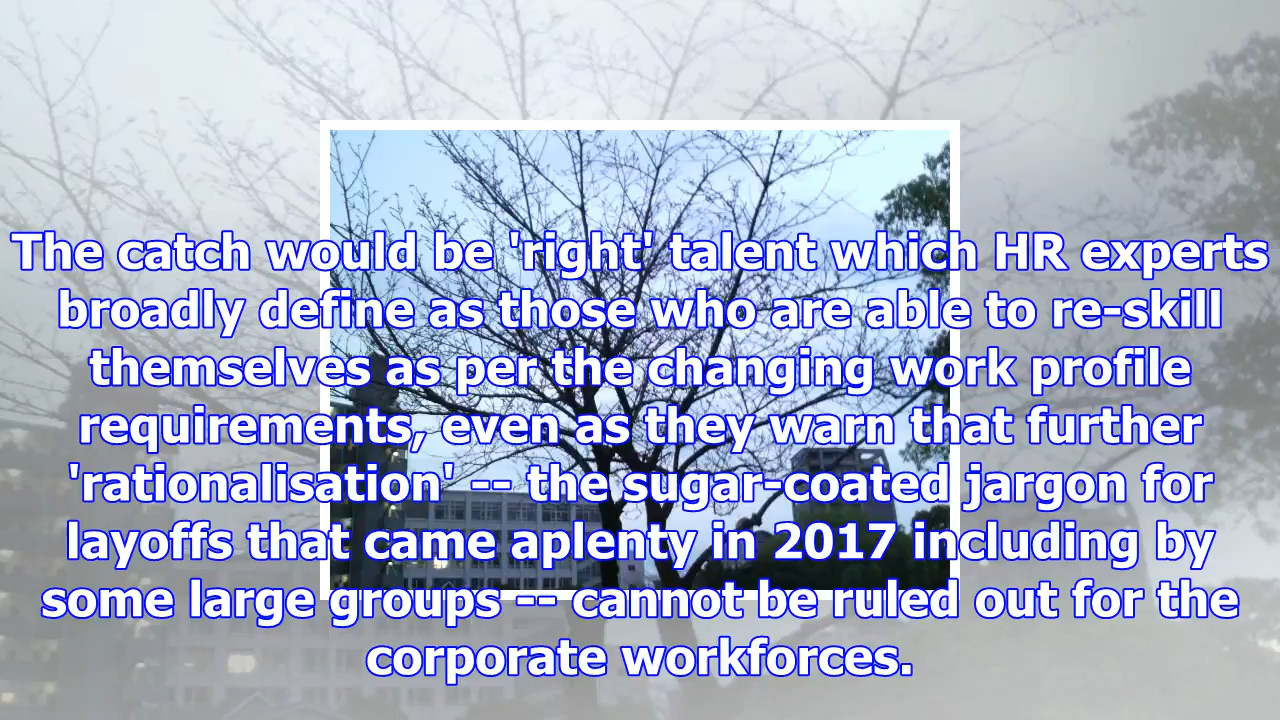 The catch would be 'right' talent which HR experts
broadly define as those who are able to re-skill
themselves as per the changing work profile
requirements, even as they warn that further
'rationalisation' -- the sugar-coated jargon for
layoffs that came aplenty in 2017 including by
some large groups -- cannot be ruled out for the
corporate workforces.